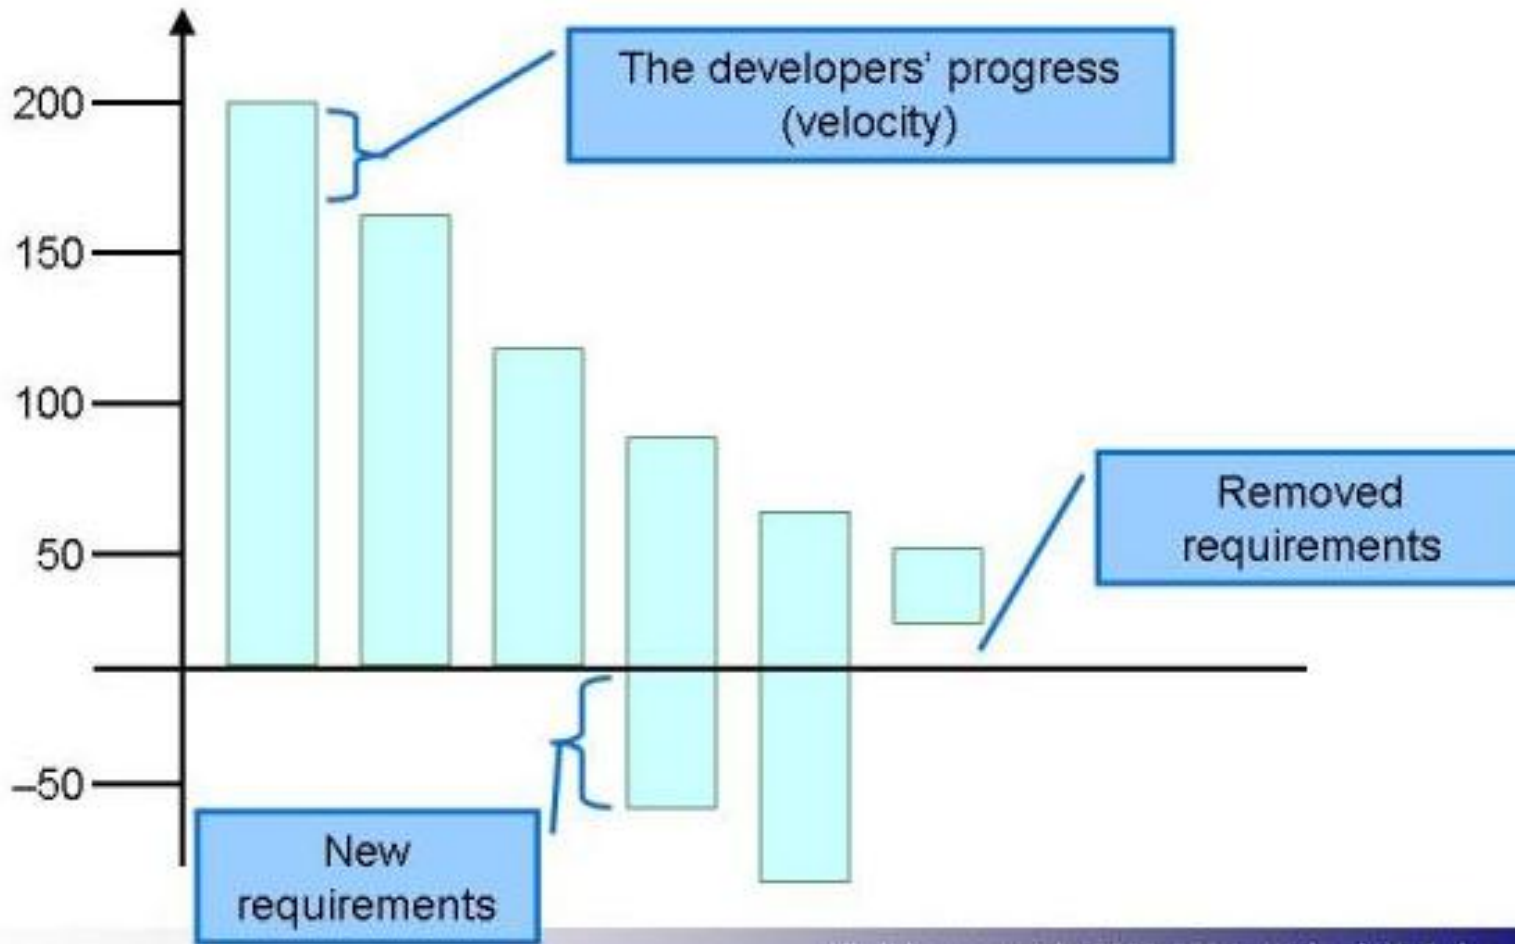 The developers' progress
(velocity)
200
150
100
50
Removed
requirements
–50
New
requirements